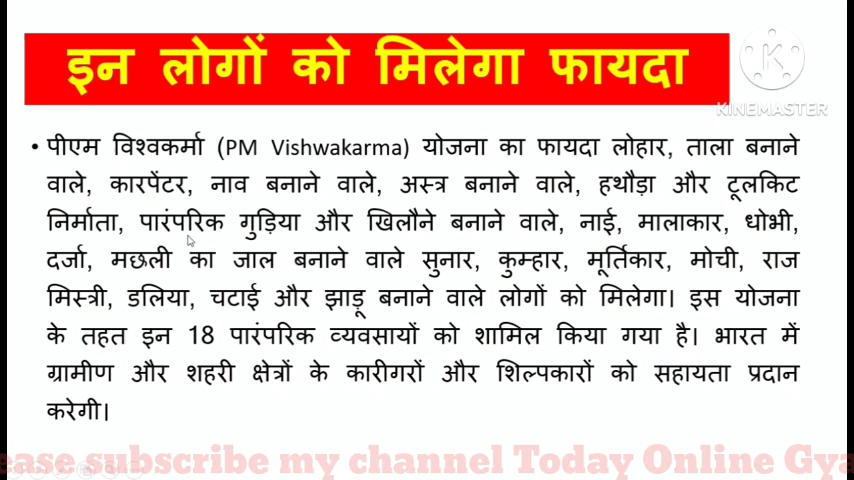 इन लोगों को मिलेगा फायदा
KINEMASTER
• पीएम विश्वकर्मा (PM Vishwakarma) योजना का फायदा लोहार, ताला बनाने
वाले, कारपेंटर, नाव बनाने वाले, अस्त्र बनाने वाले, हथौड़ा और टूलकिट
निर्माता, पारंपरिक गुड़िया और खिलौने बनाने वाले, नाई, मालाकार, धोभी,
दर्जा, मछली का जाल बनाने वाले सुनार, कुम्हार, मूर्तिकार, मोची, राज
मिस्त्री, डलिया, चटाई और झाड़ू बनाने वाले लोगों को मिलेगा। इस योजना
के तहत इन 18 पारंपरिक व्यवसायों को शामिल किया गया है। भारत में
ग्रामीण और शहरी क्षेत्रों के कारीगरों और शिल्पकारों को सहायता प्रदान
करेगी।
ease subscribe my channel Today Online Gya